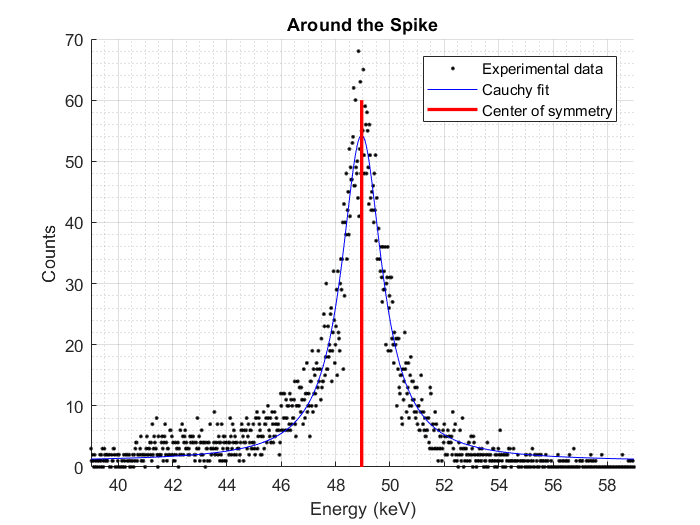 Around the Spike
70
60
50
40
30
20
10
0
Counts
Experimental data
Cauchy fit
Center of symmetry
40 42 44 46 48 50 52 54 56 58
Energy (keV)